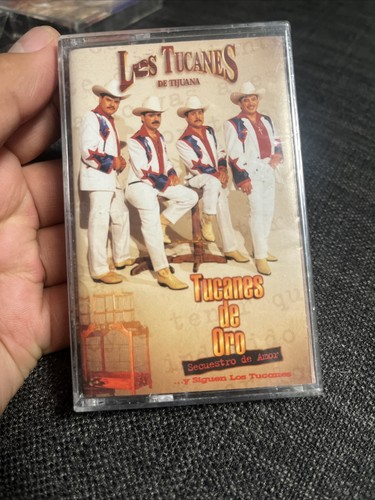 LOS TUCANES
DE TIJUANA
Tucanes
de
Oro
Secuestro de Amor
...y Siguen Los Tucanes